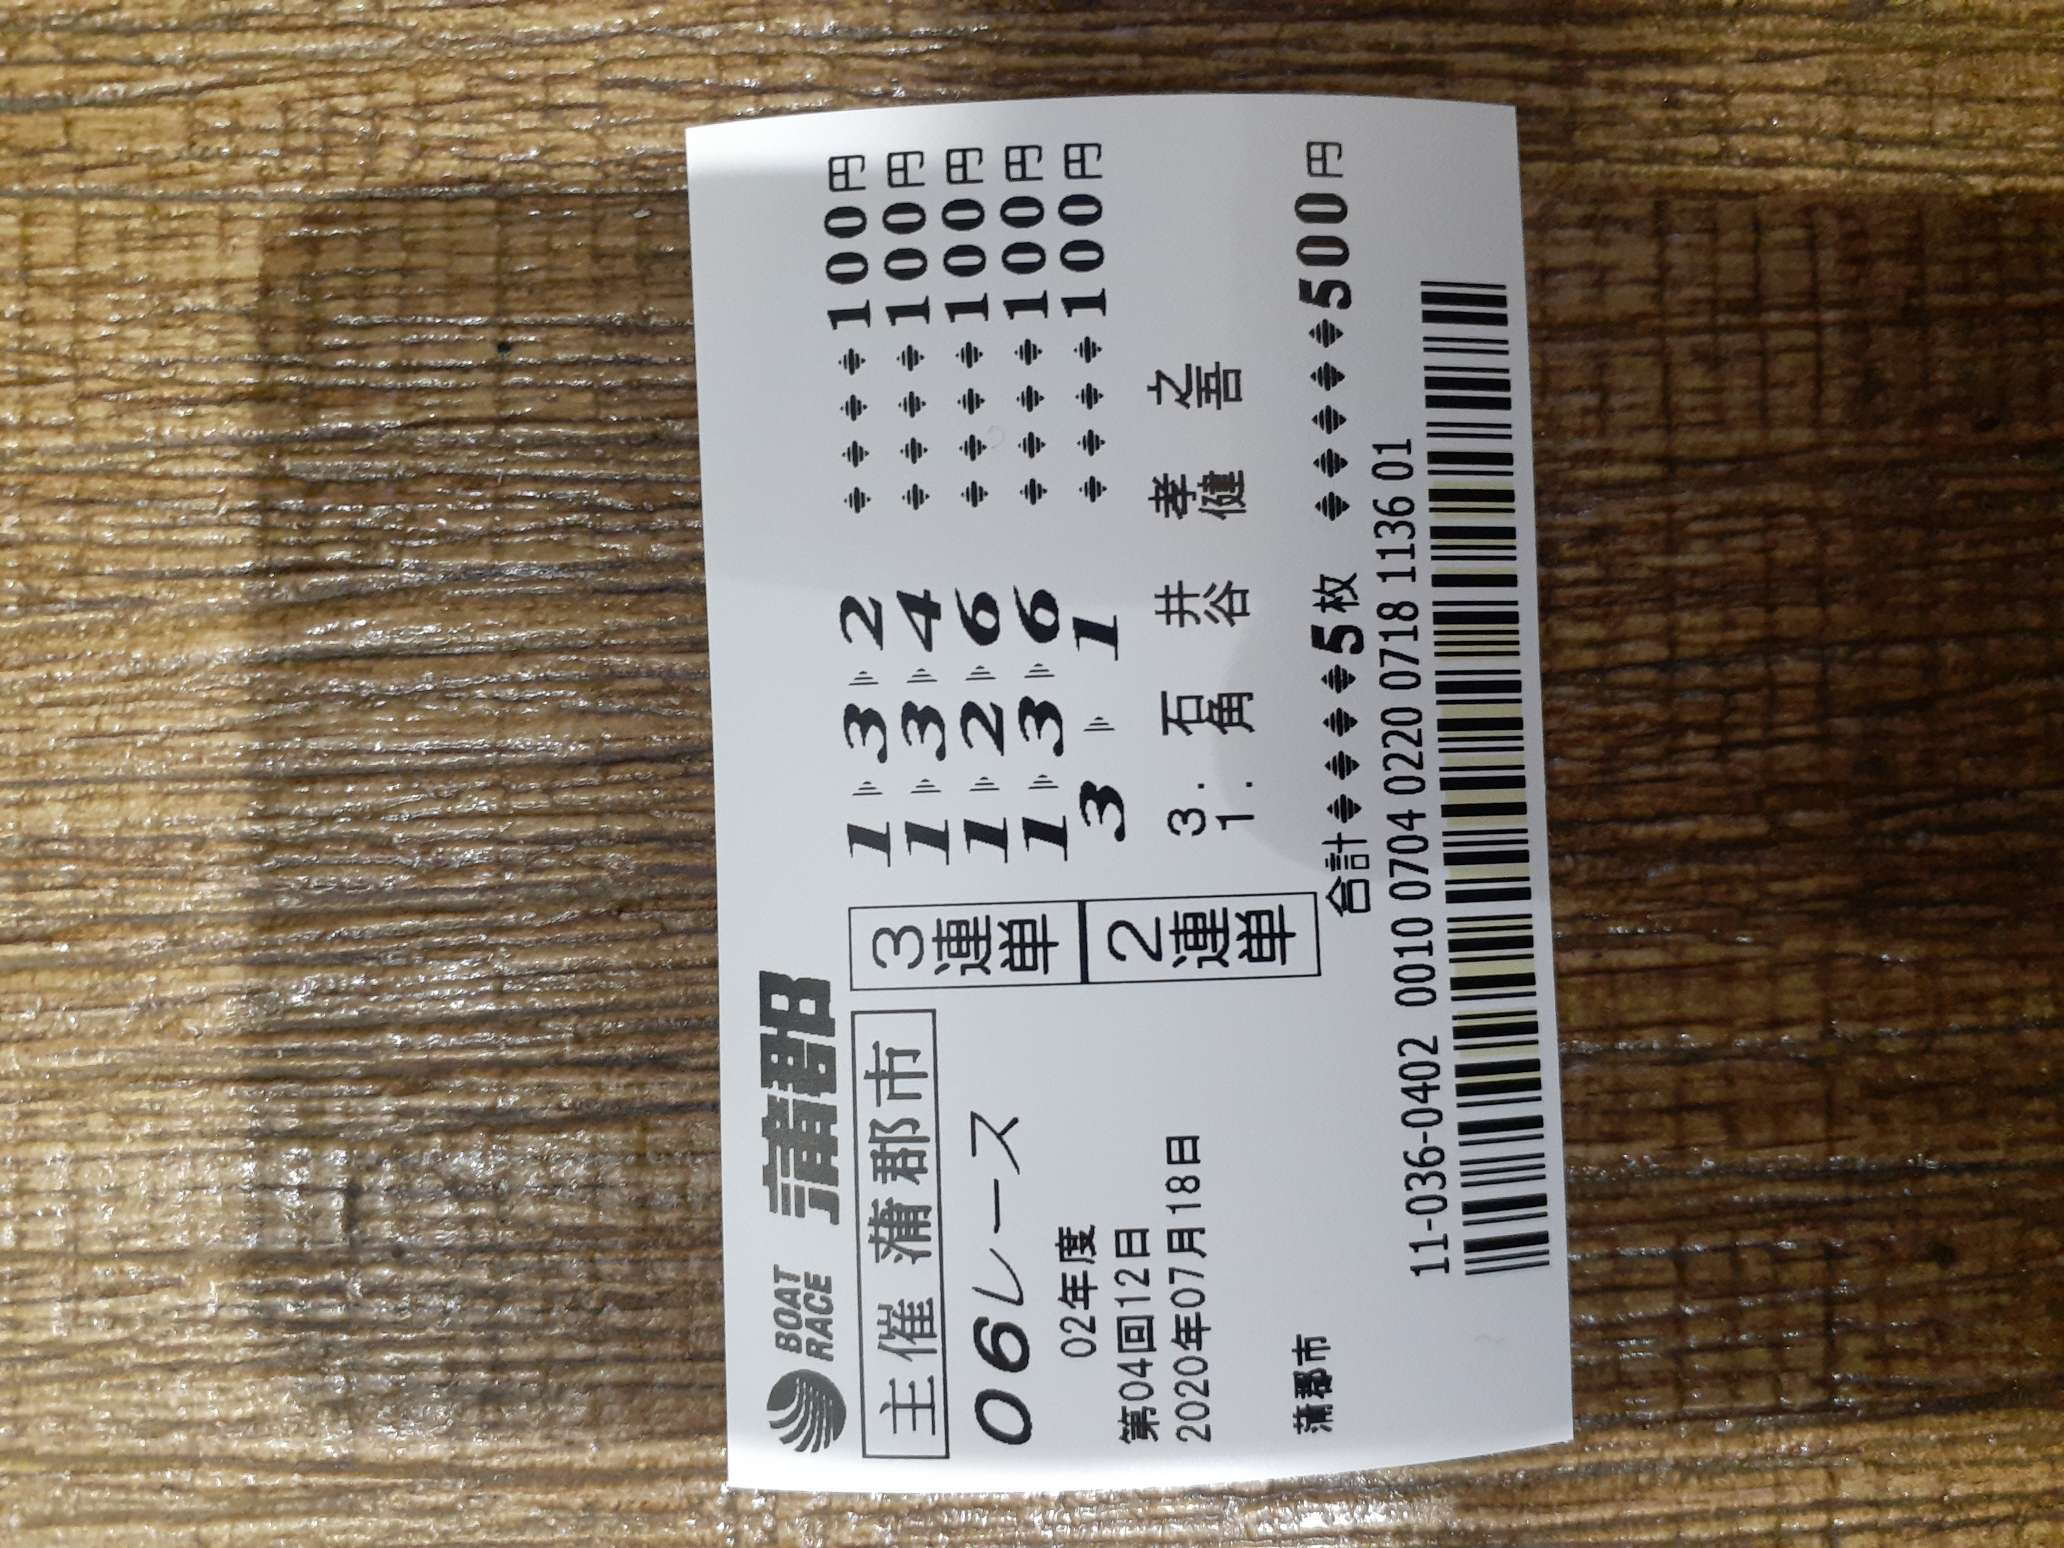 BOAT RACE 蒲郡
主催 蒲郡市
06レース
02年度
第04回12日
2020年07月18日
蒲郡市
3連単
1 3 2 100円
1 3 4 100円
1 2 6 100円
1 3 6 100円
2連単
3 1 100円
3. 石井 孝之
1. 角谷 健吾
合計 5枚 500円
11-036-0402 0010 0704 0220 0718 1136 01